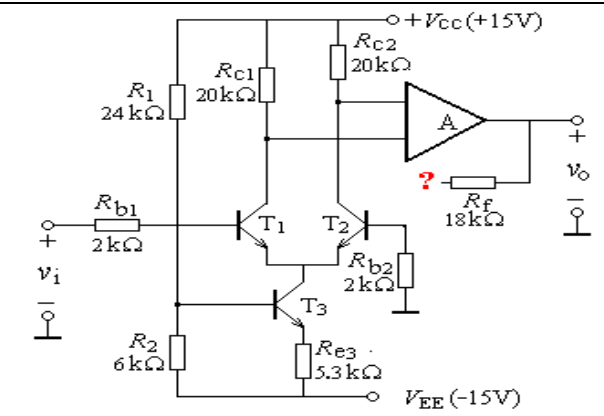 +VCC(+15V)
Rc2
20kΩ
Rc1
20kΩ
R1
24kΩ
A
+
?
Rf
18kΩ
vo
−
Rb1
2kΩ
+
vi
−
T1
T2
Rb2
2kΩ
T3
R2
6kΩ
Re3
5.3kΩ
VEE(−15V)